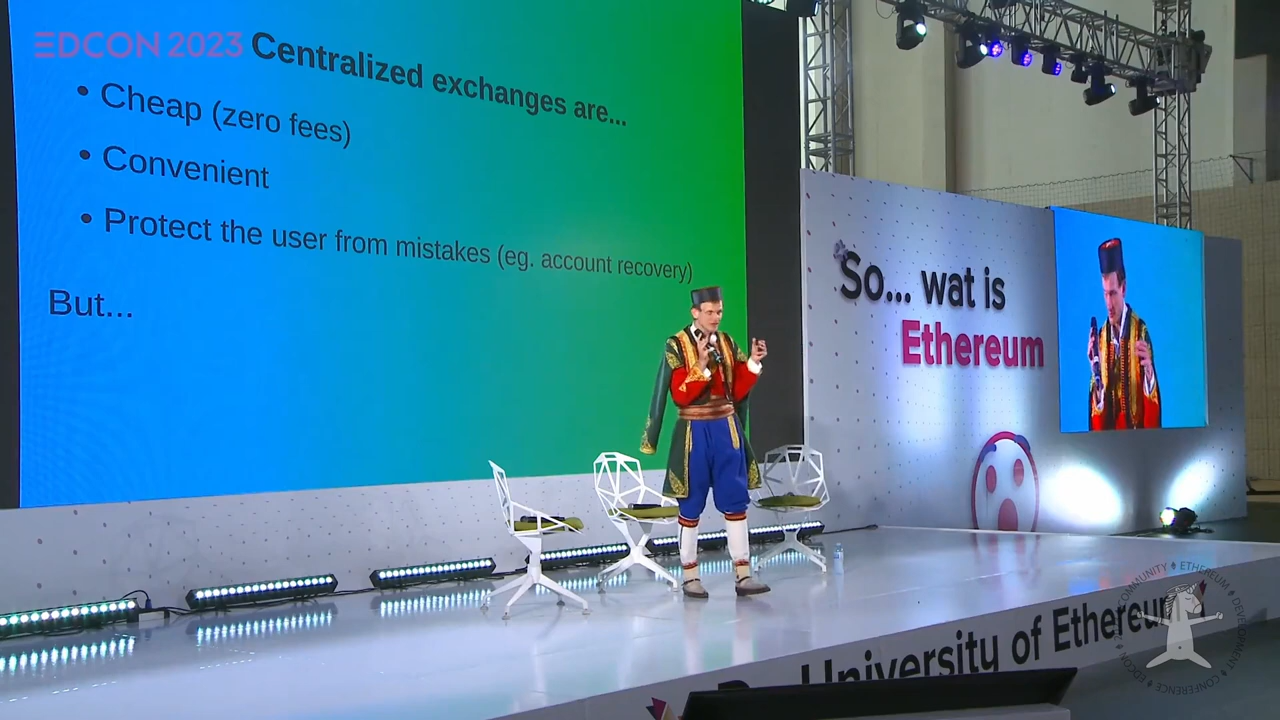 EDCON 2023
Centralized exchanges are...
• Cheap (zero fees)
• Convenient
• Protect the user from mistakes (eg. account recovery)
But...
So... wat is
Ethereum
University of Ethereum
COMMUNITY ♦ ETHEREUM ♦ DEVELOPMENT ♦ CONFERENCE ♦ EDCON ♦